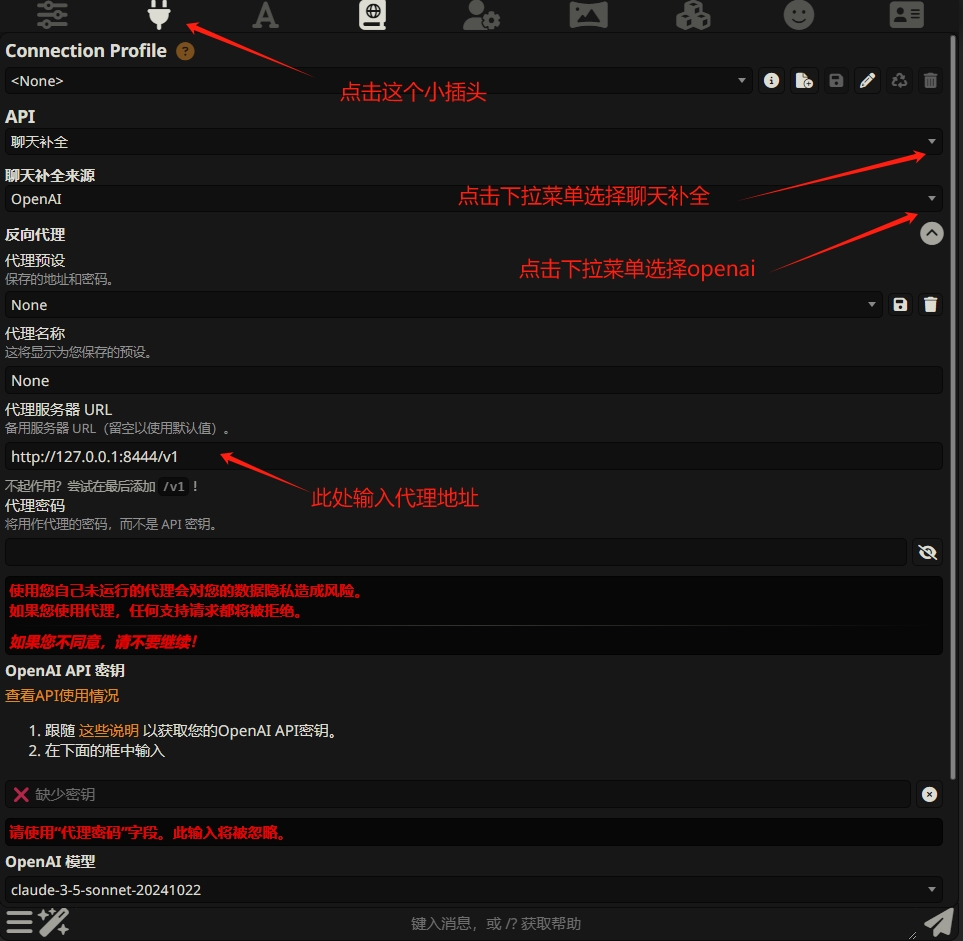 Connection Profile ?
点击这个小插头
<None>
API
聊天补全
聊天补全来源
点击下拉菜单选择聊天补全
OpenAI
反向代理
代理预设
点击下拉菜单选择openai
保存的地址和密码。
None
代理名称
这将显示为您保存的预设。
None
代理服务器 URL
备用服务器 URL（留空以使用默认值）。
http://127.0.0.1:8444/v1
不起作用？尝试在最后添加 /v1 !
此处输入代理地址
代理密码
将用作代理的密码，而不是 API 密钥。
使用您自己未运行的代理会对您的数据隐私造成风险。
如果您使用代理，任何支持请求都将被拒绝。
如果您不同意，请不要继续！
OpenAI API 密钥
查看API使用情况
1. 跟随 这些说明 以获取您的OpenAI API密钥。
2. 在下面的框中输入
缺少密钥
请使用“代理密码”字段。此输入将被忽略。
OpenAI 模型
claude-3-5-sonnet-20241022
键入消息，或 /? 获取帮助